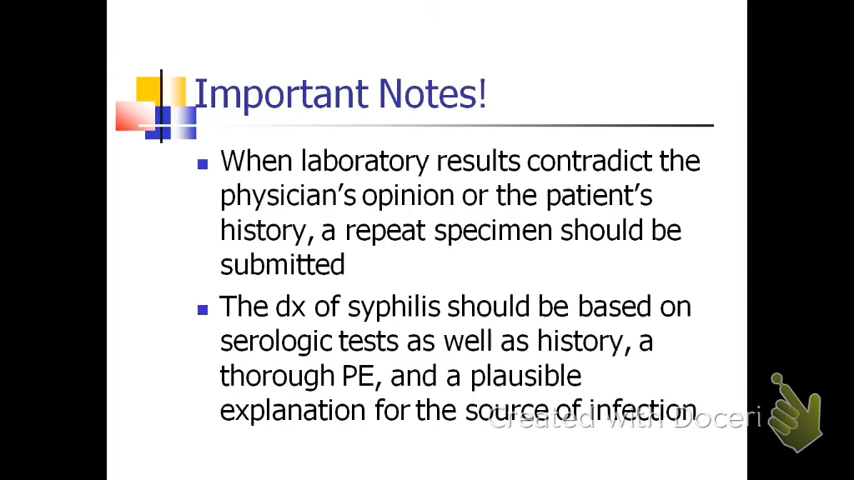 Important Notes!
When laboratory results contradict the
physician's opinion or the patient's
history, a repeat specimen should be
submitted
The dx of syphilis should be based on
serologic tests as well as history, a
thorough PE, and a plausible
explanation for the source of infection
Created with Doceri